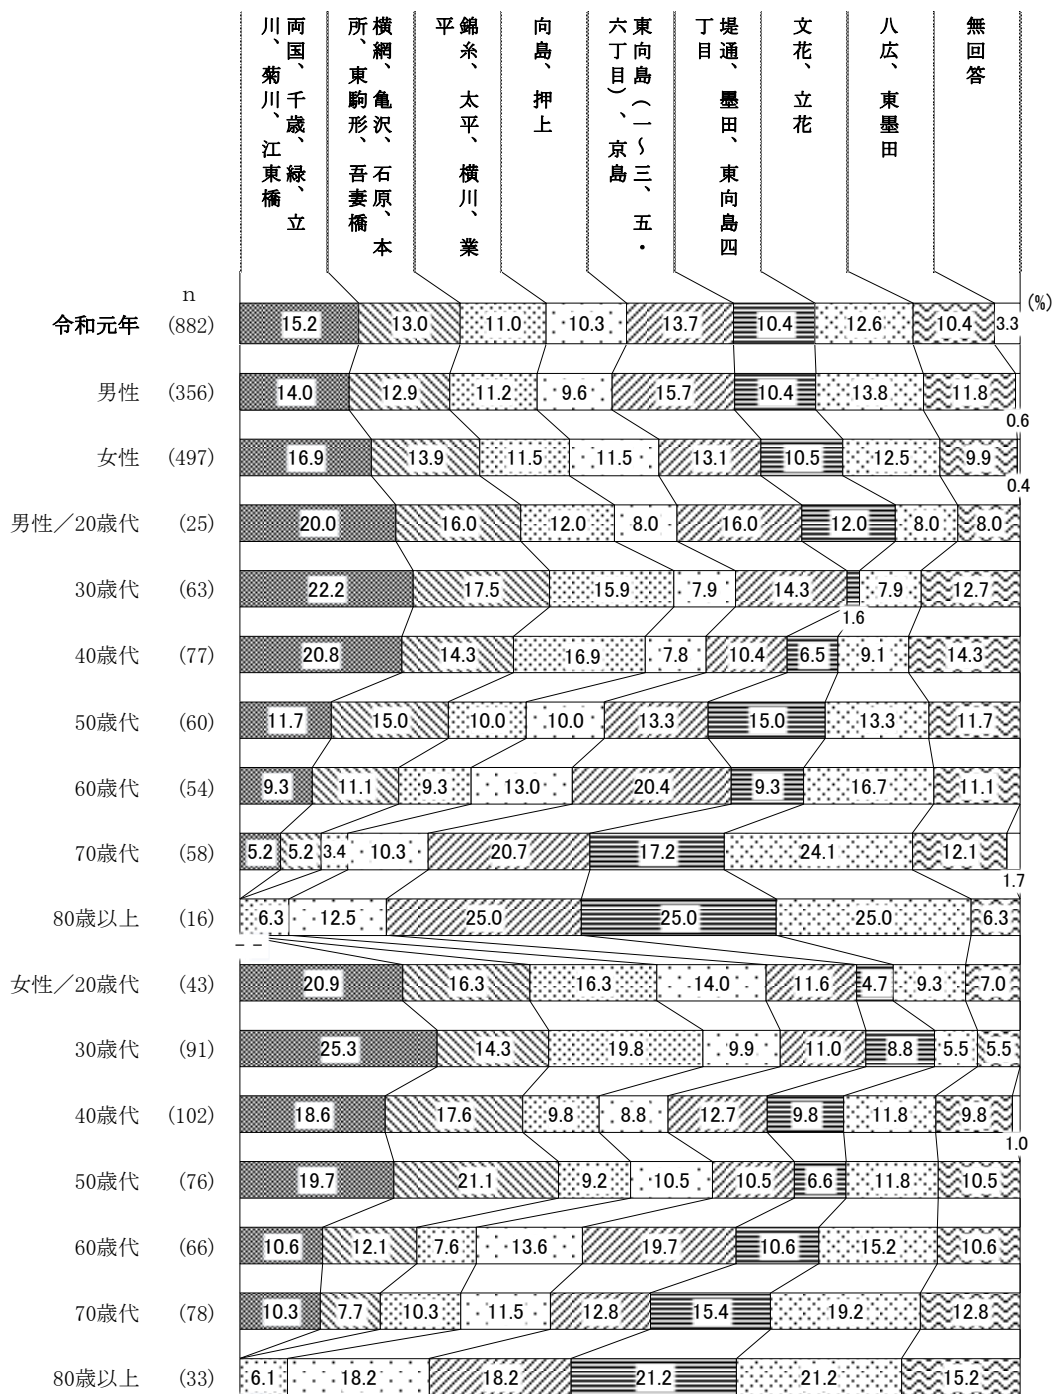 両国、千歳、緑、立
川、菊川、江東橋
横網、亀沢、石原、本
所、東駒形、吾妻橋
錦糸、太平、横川、業
平
向島、押上
東向島（一～三、五・
六丁目）、京島
堤通、墨田、東向島四
丁目
文花、立花
八広、東墨田
無回答
n
(%)
令和元年 (882) 15.2 13.0 11.0 10.3 13.7 10.4 12.6 10.4 3.3
男性 (356) 14.0 12.9 11.2 9.6 15.7 10.4 13.8 11.8
0.6
女性 (497) 16.9 13.9 11.5 11.5 13.1 10.5 12.5 9.9
0.4
男性／20歳代 (25) 20.0 16.0 12.0 8.0 16.0 12.0 8.0 8.0
30歳代 (63) 22.2 17.5 15.9 7.9 14.3 7.9 12.7
1.6
40歳代 (77) 20.8 14.3 16.9 7.8 10.4 6.5 9.1 14.3
50歳代 (60) 11.7 15.0 10.0 10.0 13.3 15.0 13.3 11.7
60歳代 (54) 9.3 11.1 9.3 13.0 20.4 9.3 16.7 11.1
70歳代 (58) 5.2 5.2 3.4 10.3 20.7 17.2 24.1 12.1
1.7
80歳以上 (16) 6.3 12.5 25.0 25.0 25.0 6.3
– –
女性／20歳代 (43) 20.9 16.3 16.3 14.0 11.6 4.7 9.3 7.0
30歳代 (91) 25.3 14.3 19.8 9.9 11.0 8.8 5.5 5.5
40歳代 (102) 18.6 17.6 9.8 8.8 12.7 9.8 11.8 9.8
1.0
50歳代 (76) 19.7 21.1 9.2 10.5 10.5 6.6 11.8 10.5
60歳代 (66) 10.6 12.1 7.6 13.6 19.7 10.6 15.2 10.6
70歳代 (78) 10.3 7.7 10.3 11.5 12.8 15.4 19.2 12.8
80歳以上 (33) 6.1 18.2 18.2 21.2 21.2 15.2